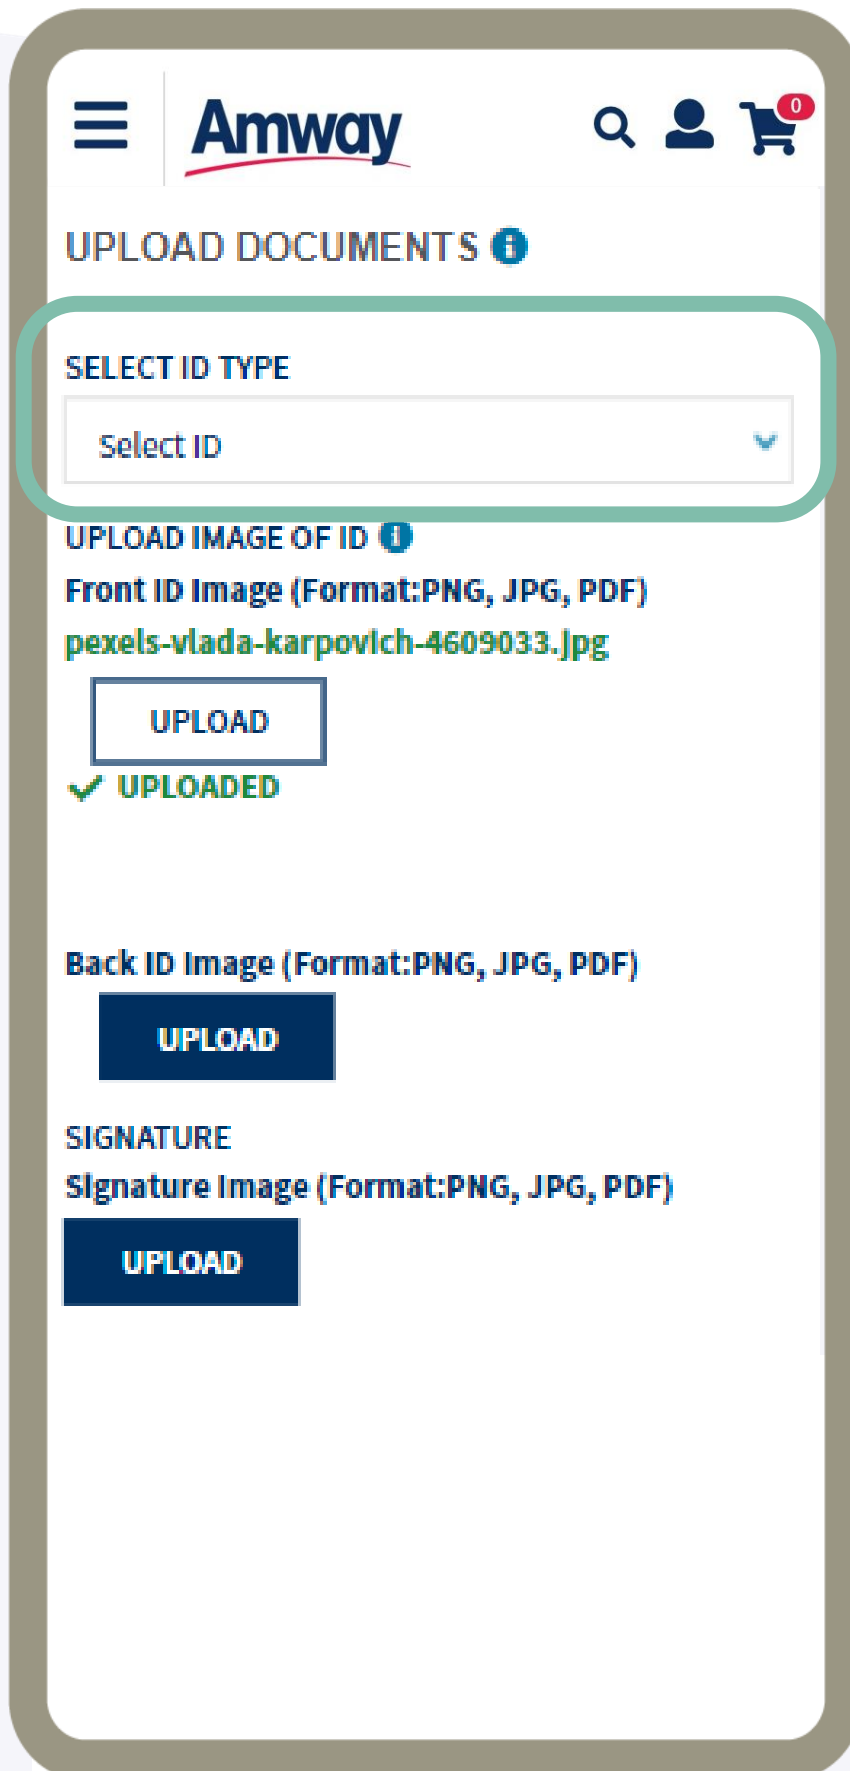 Amway
0
UPLOAD DOCUMENTS
SELECT ID TYPE
Select ID
UPLOAD IMAGE OF ID
Front ID Image (Format:PNG, JPG, PDF)
pexels-vlada-karpovich-4609033.jpg
UPLOAD
UPLOADED
Back ID Image (Format:PNG, JPG, PDF)
UPLOAD
SIGNATURE
Signature Image (Format:PNG, JPG, PDF)
UPLOAD